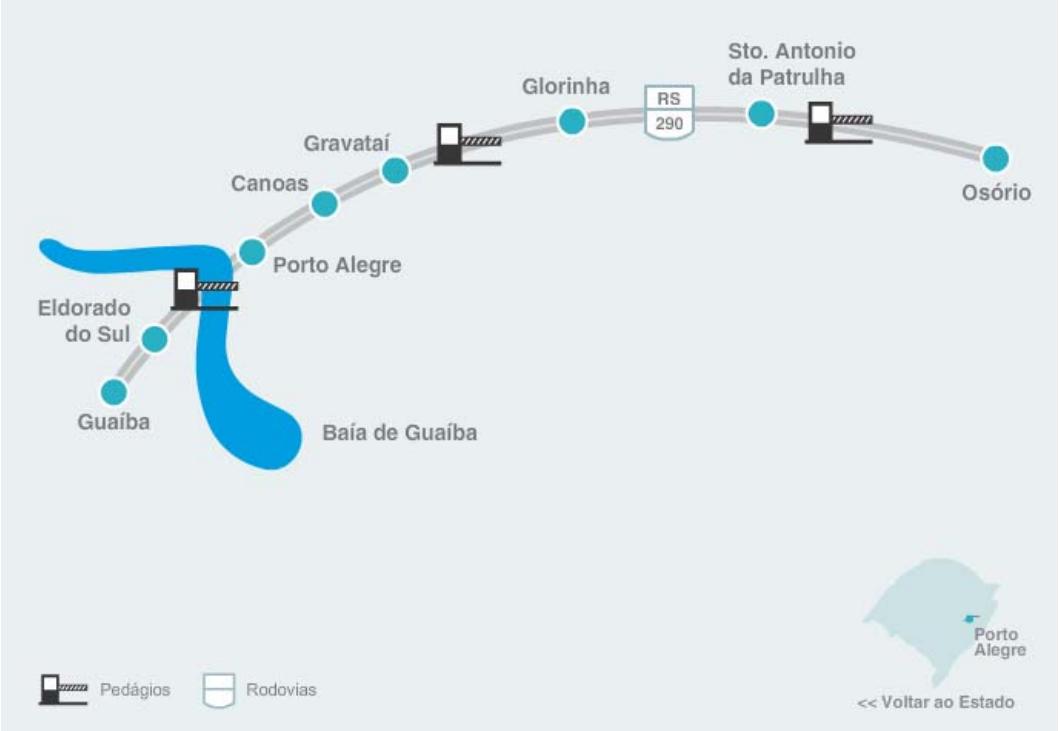 Sto. Antonio
da Patrulha
Glorinha
RS
290
Gravataí
Canoas
Osório
Porto Alegre
Eldorado
do Sul
Guaíba
Baía de Guaíba
Porto
Alegre
Pedágios
Rodovias
<< Voltar ao Estado